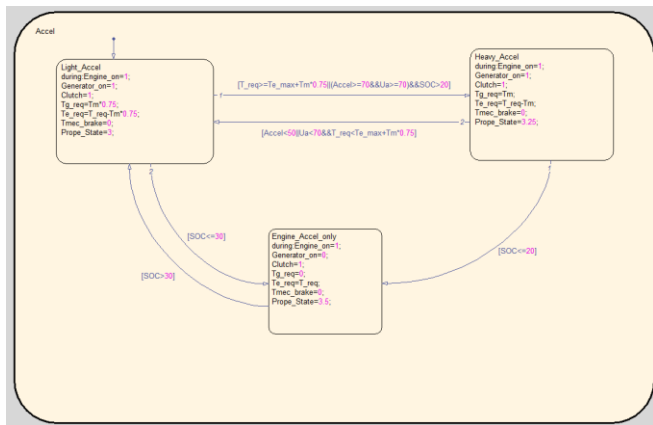 Accel
Light_Accel
during:Engine_on=1;
Generator_on=1;
Clutch=1;
Tg_req=Tm*0.75;
Te_req=T_req-Tm*0.75;
Tmec_brake=0;
Prope_State=3;
1
[T_req>=Te_max+Tm*0.75||(Accel>=70&&Ua>=70)&&SOC>20]
Heavy_Accel
during:Engine_on=1;
Generator_on=1;
Clutch=1;
Tg_req=Tm;
Te_req=T_req-Tm;
Tmec_brake=0;
Prope_State=3.25;
2
[Accel<50||Ua<70&&T_req<Te_max+Tm*0.75]
2
1
[SOC<=30]
[SOC>30]
[SOC<=20]
Engine_Accel_only
during:Engine_on=1;
Generator_on=0;
Clutch=1;
Tg_req=0;
Te_req=T_req;
Tmec_brake=0;
Prope_State=3.5;